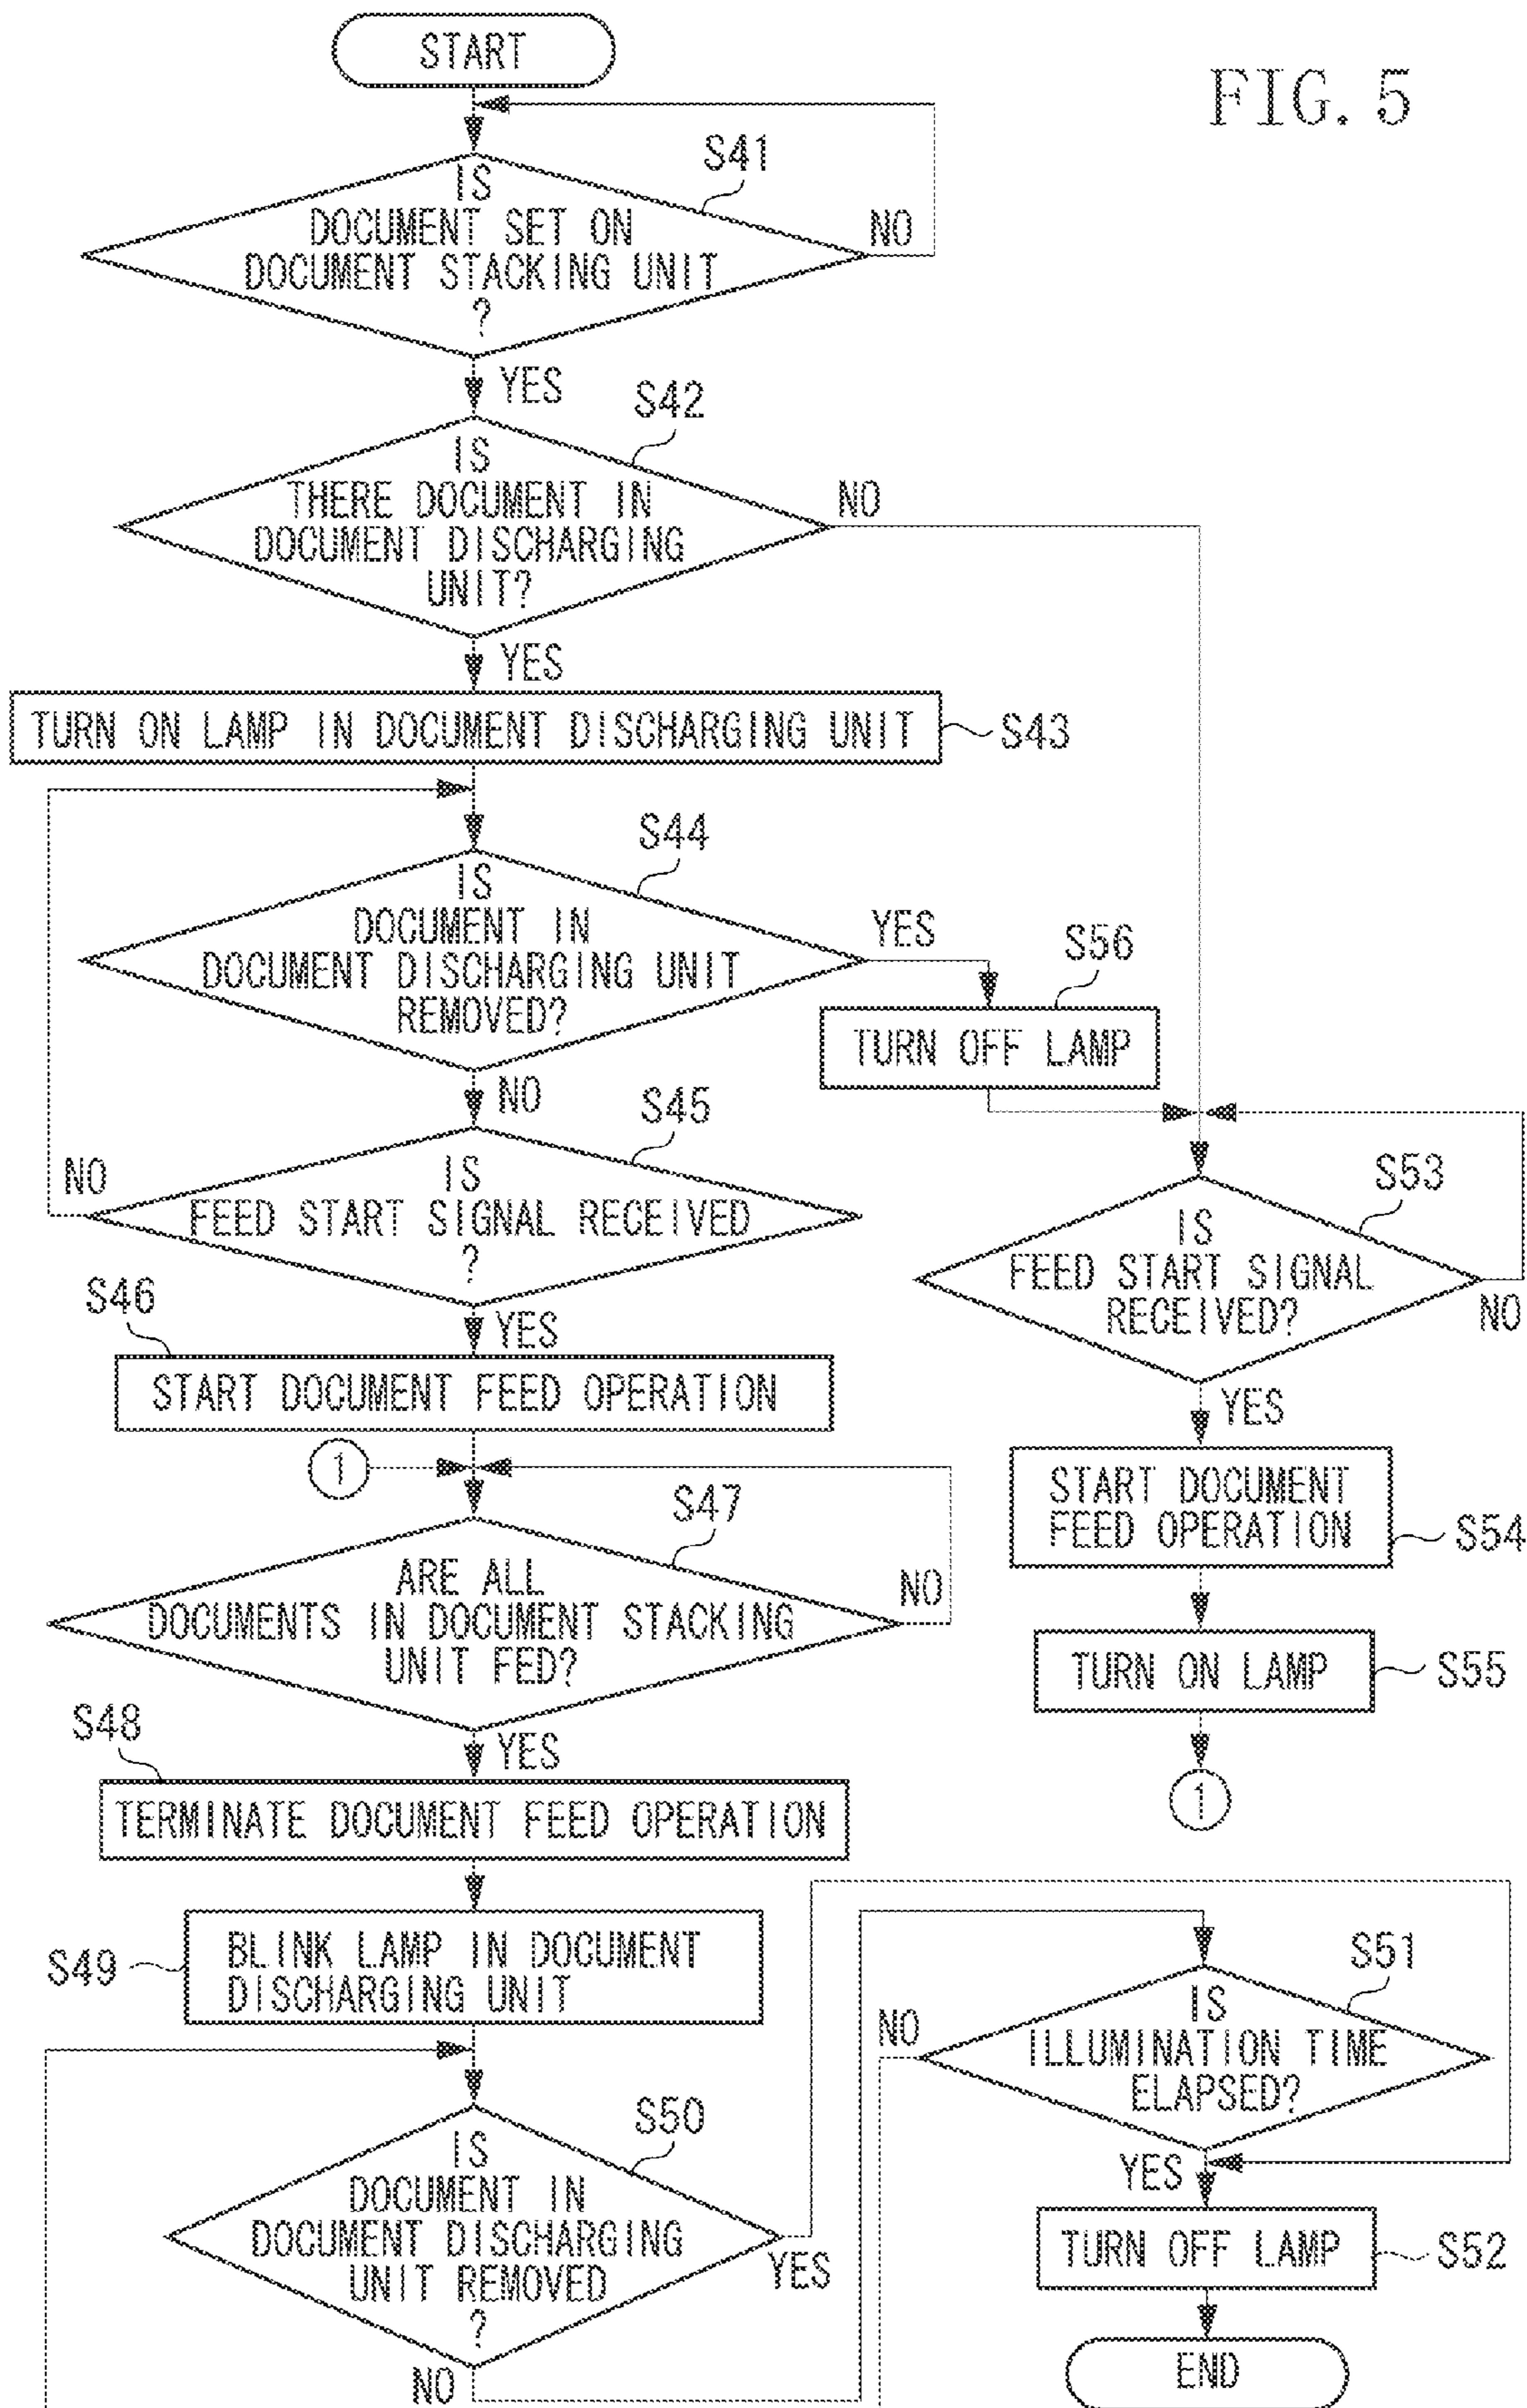 START
FIG. 5
S41
IS
DOCUMENT SET ON
DOCUMENT STACKING UNIT
?
NO
YES
S42
IS
THERE DOCUMENT IN
DOCUMENT DISCHARGING
UNIT?
NO
YES
TURN ON LAMP IN DOCUMENT DISCHARGING UNIT
S43
S44
IS
DOCUMENT IN
DOCUMENT DISCHARGING UNIT
REMOVED?
YES
S56
TURN OFF LAMP
NO
S45
NO
IS
FEED START SIGNAL RECEIVED
?
YES
S46
START DOCUMENT FEED OPERATION
1
S47
ARE ALL
DOCUMENTS IN DOCUMENT STACKING
UNIT FED?
NO
YES
S48
TERMINATE DOCUMENT FEED OPERATION
S49
BLINK LAMP IN DOCUMENT
DISCHARGING UNIT
S50
IS
DOCUMENT IN
DOCUMENT DISCHARGING
UNIT REMOVED
?
YES
NO
S53
IS
FEED START SIGNAL
RECEIVED?
NO
YES
START DOCUMENT
FEED OPERATION
S54
TURN ON LAMP
S55
1
S51
IS
ILLUMINATION TIME
ELAPSED?
NO
YES
TURN OFF LAMP
S52
END